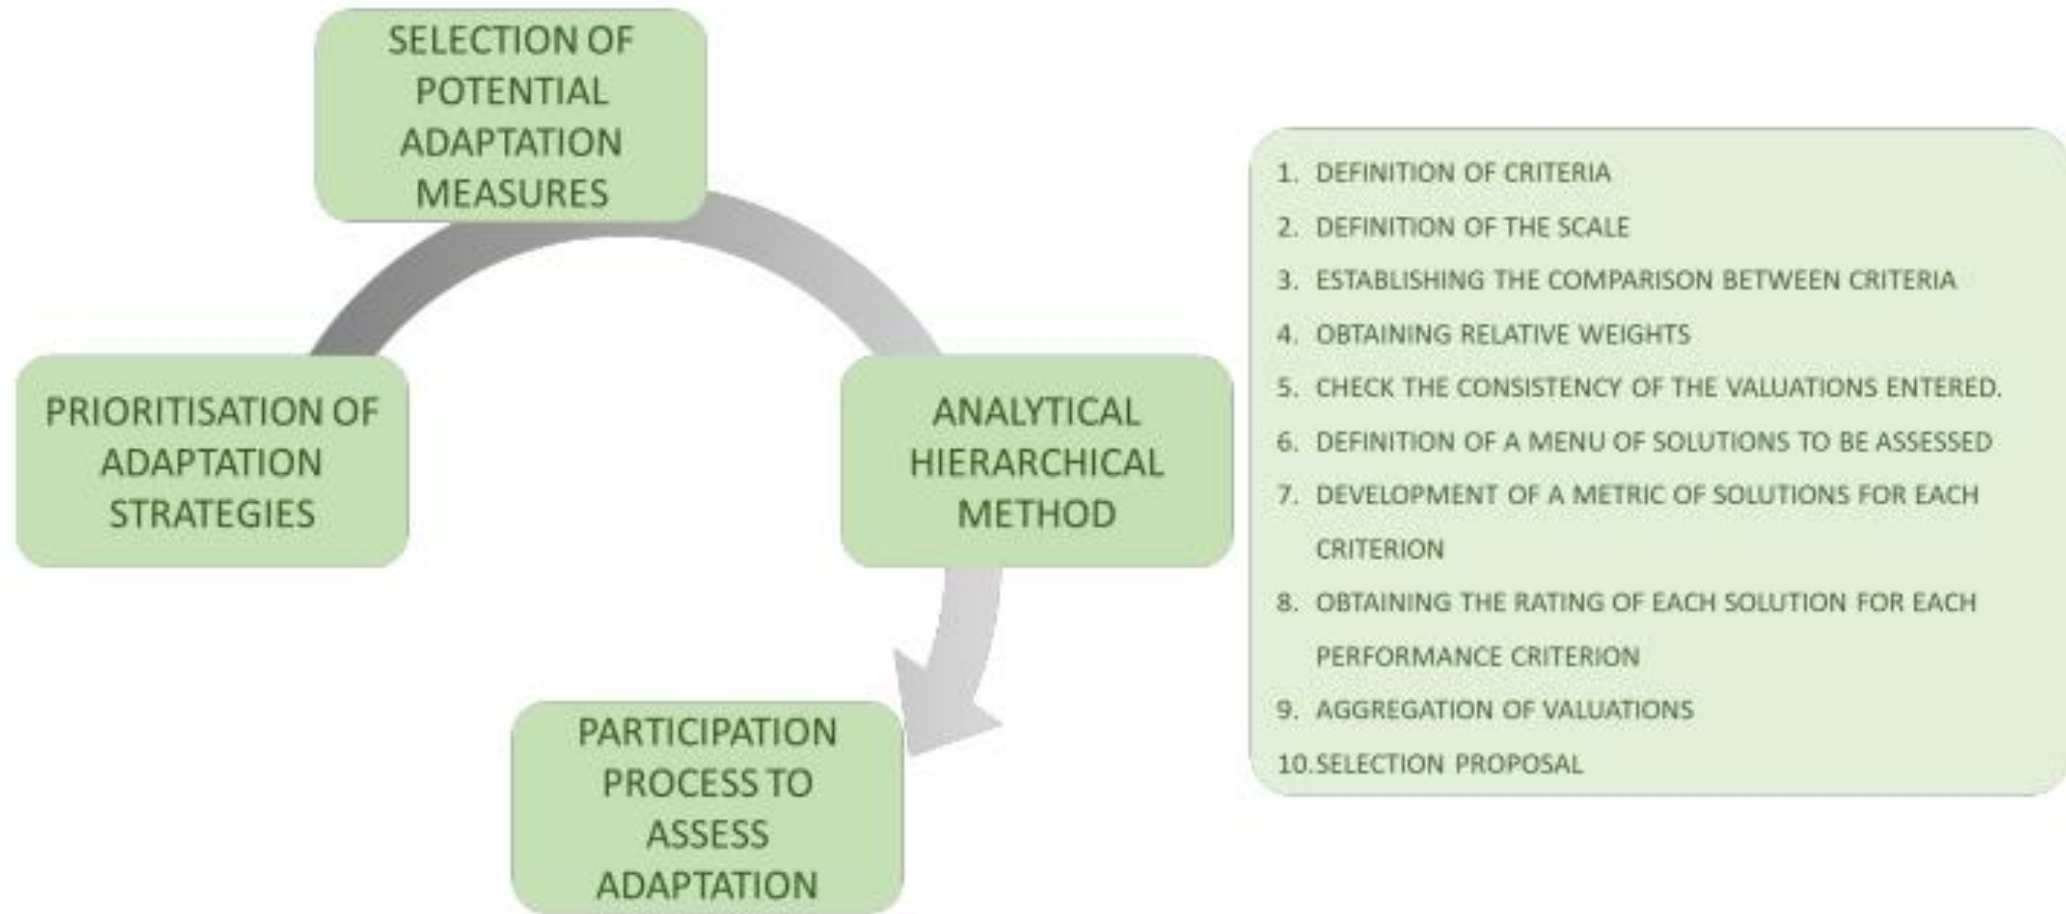 SELECTION OF
POTENTIAL
ADAPTATION
MEASURES
PRIORITISATION OF
ADAPTATION
STRATEGIES
ANALYTICAL
HIERARCHICAL
METHOD
PARTICIPATION
PROCESS TO
ASSESS
ADAPTATION
1. DEFINITION OF CRITERIA
2. DEFINITION OF THE SCALE
3. ESTABLISHING THE COMPARISON BETWEEN CRITERIA
4. OBTAINING RELATIVE WEIGHTS
5. CHECK THE CONSISTENCY OF THE VALUATIONS ENTERED.
6. DEFINITION OF A MENU OF SOLUTIONS TO BE ASSESSED
7. DEVELOPMENT OF A METRIC OF SOLUTIONS FOR EACH
CRITERION
8. OBTAINING THE RATING OF EACH SOLUTION FOR EACH
PERFORMANCE CRITERION
9. AGGREGATION OF VALUATIONS
10.SELECTION PROPOSAL